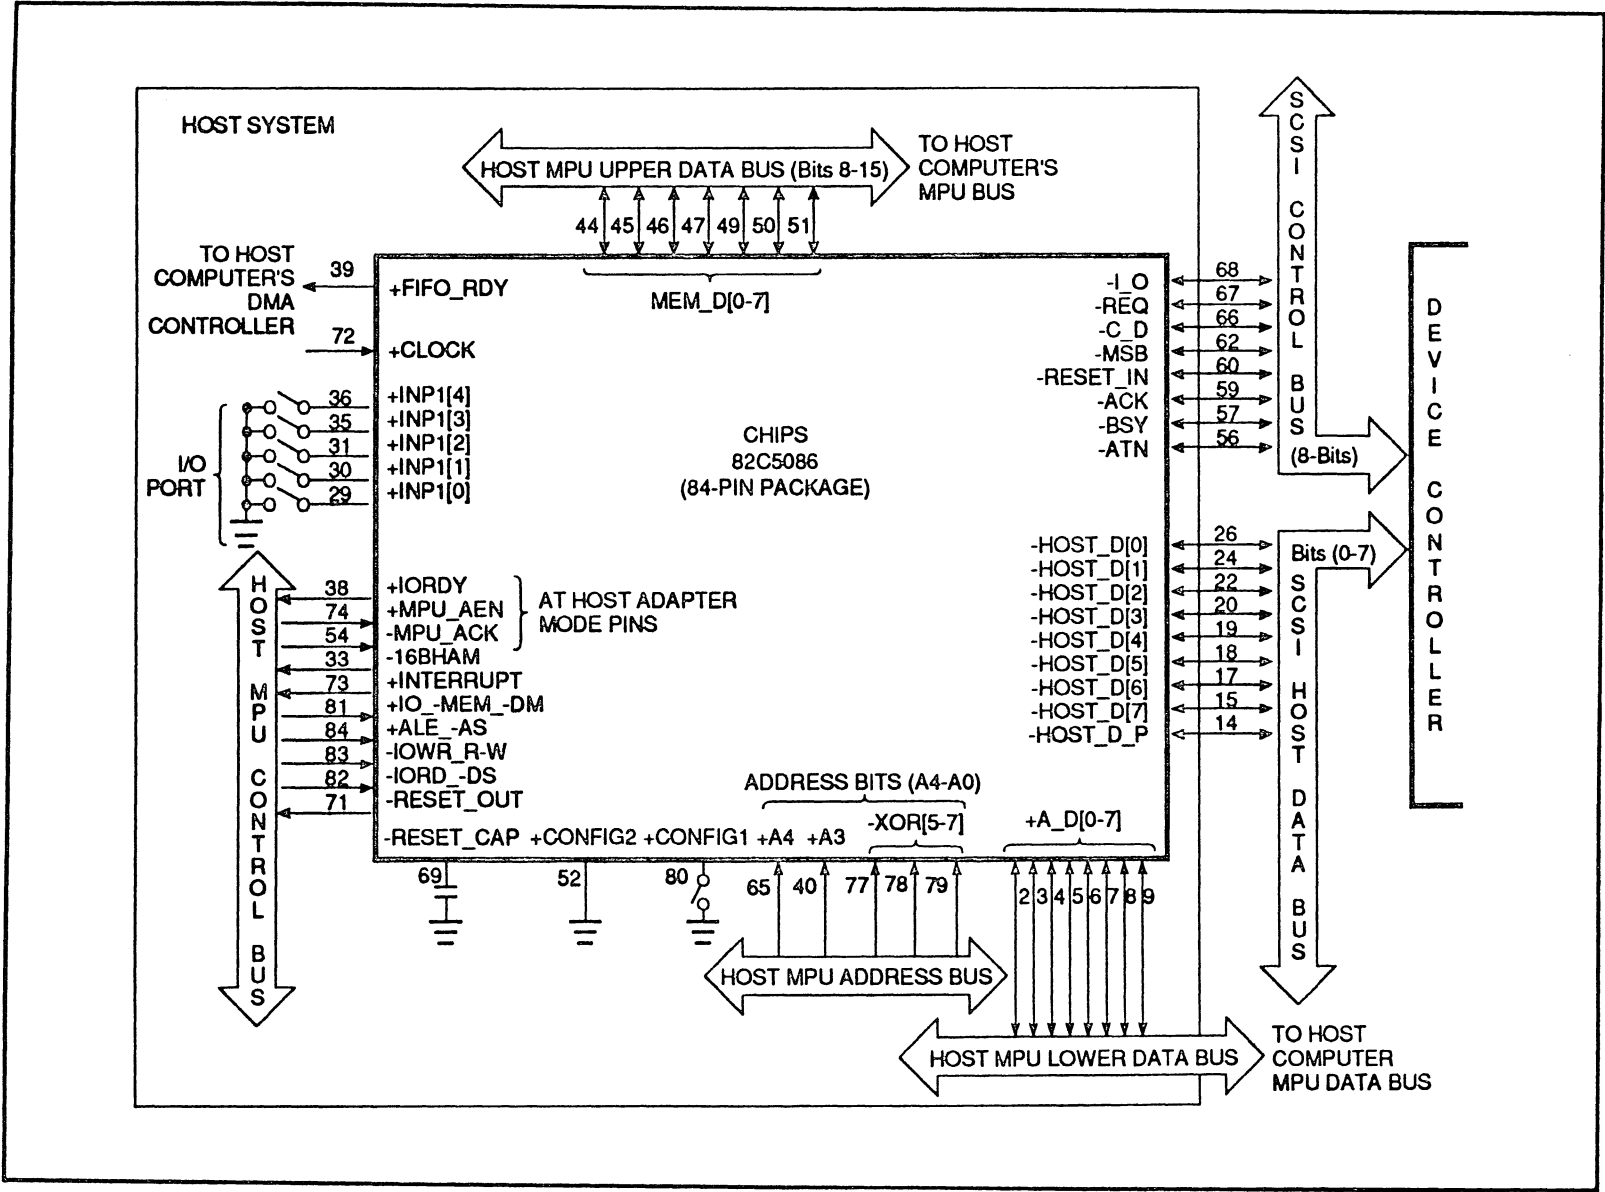 HOST SYSTEM
HOST MPU UPPER DATA BUS (Bits 8-15)
TO HOST
COMPUTER'S
MPU BUS
44 45 46 47 49 50 51
MEM_D[0-7]
TO HOST
COMPUTER'S
DMA
CONTROLLER
39
+FIFO_RDY
72
+CLOCK
I/O
PORT
36 +INP1[4]
35 +INP1[3]
31 +INP1[2]
30 +INP1[1]
29 +INP1[0]
CHIPS
82C5086
(84-PIN PACKAGE)
-I_O 68
-REQ 67
-C_D 66
-MSB 62
-RESET_IN 60
-ACK 59
-BSY 57
-ATN 56
SCSI CONTROL BUS
(8-Bits)
DEVICE CONTROLLER
HOST MPU CONTROL BUS
38 +IORDY
74 +MPU_AEN
54 -MPU_ACK
AT HOST ADAPTER
MODE PINS
33 -16BHAM
73 +INTERRUPT
81 +IO_-MEM_-DM
84 +ALE_-AS
83 -IOWR_R-W
82 -IORD_-DS
71 -RESET_OUT
-HOST_D[0] 26
-HOST_D[1] 24
-HOST_D[2] 22
-HOST_D[3] 20
-HOST_D[4] 19
-HOST_D[5] 18
-HOST_D[6] 17
-HOST_D[7] 15
-HOST_D_P 14
Bits (0-7)
SCSI HOST DATA BUS
ADDRESS BITS (A4-A0)
-XOR[5-7]
+A_D[0-7]
-RESET_CAP +CONFIG2 +CONFIG1 +A4 +A3
69 52 80 65 40 77 78 79
2 3 4 5 6 7 8 9
HOST MPU ADDRESS BUS
HOST MPU LOWER DATA BUS
TO HOST
COMPUTER
MPU DATA BUS